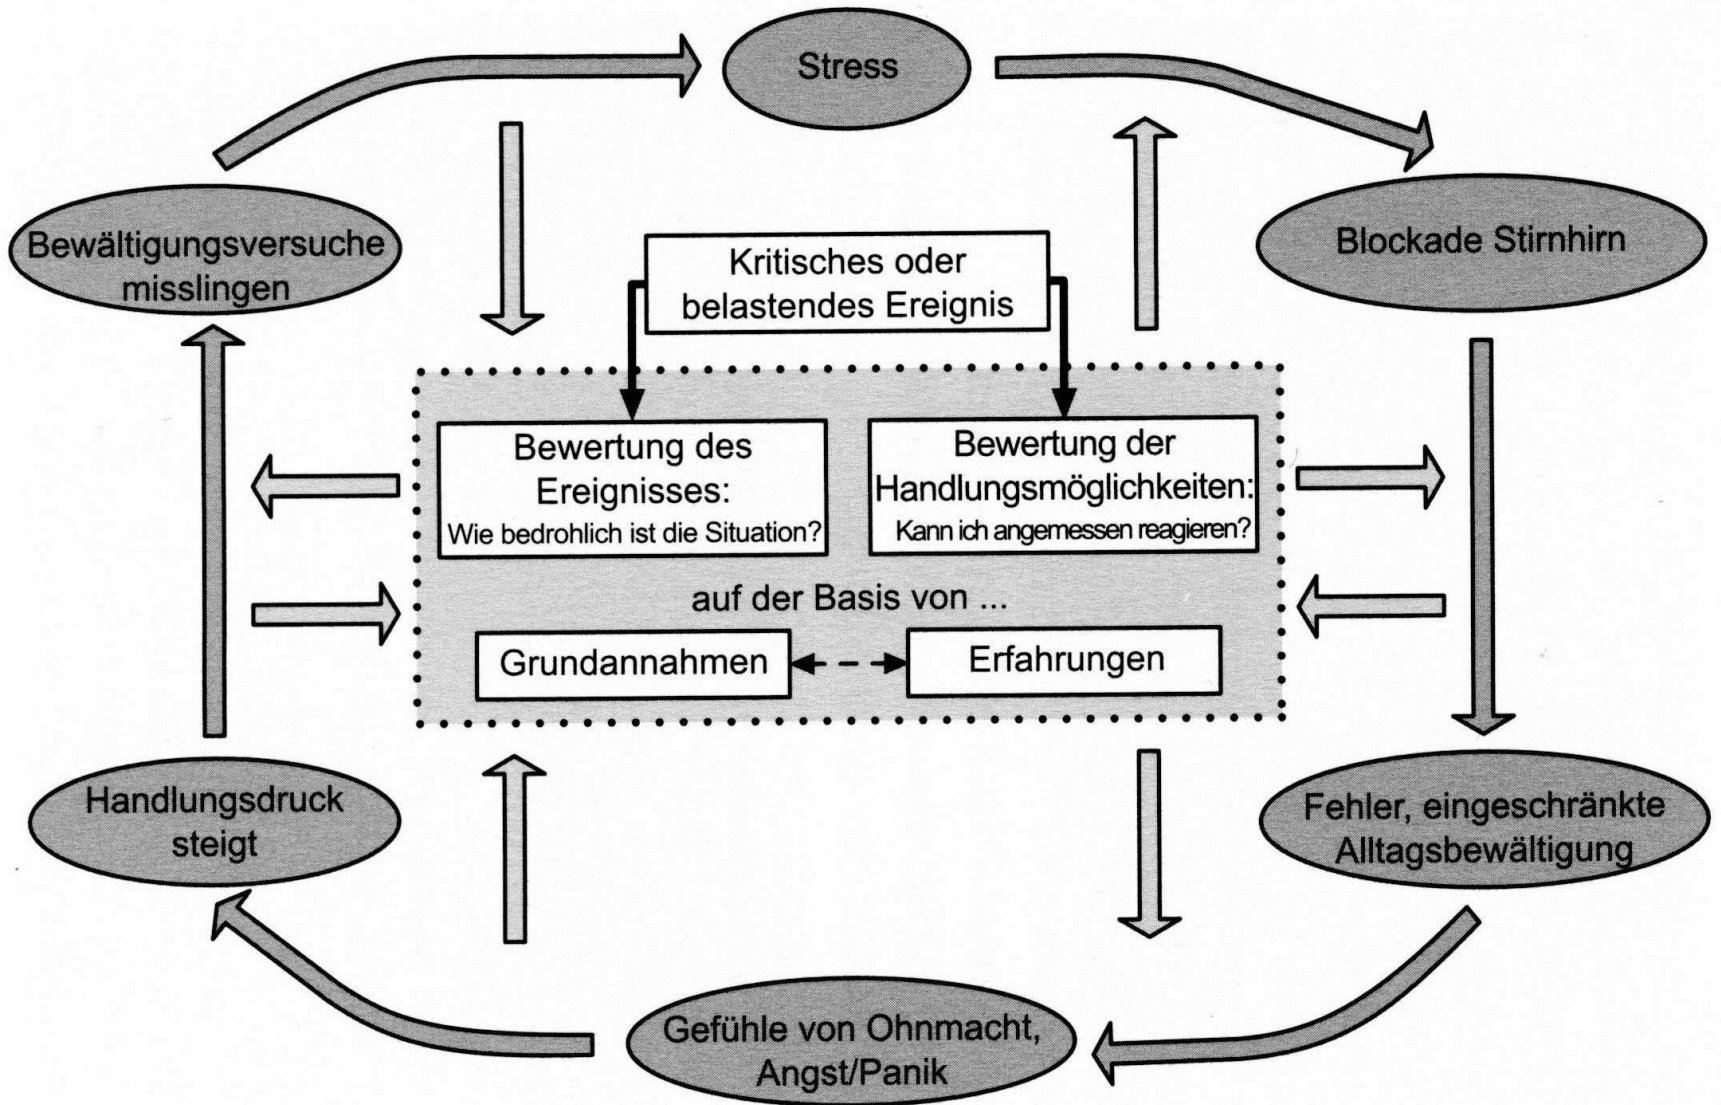 Stress
Blockade Stirnhirn
Bewältigungsversuche
misslingen
Kritisches oder
belastendes Ereignis
Bewertung des
Ereignisses:
Wie bedrohlich ist die Situation?
Bewertung der
Handlungsmöglichkeiten:
Kann ich angemessen reagieren?
auf der Basis von ...
Grundannahmen
Erfahrungen
Handlungsdruck
steigt
Fehler, eingeschränkte
Alltagsbewältigung
Gefühle von Ohnmacht,
Angst/Panik